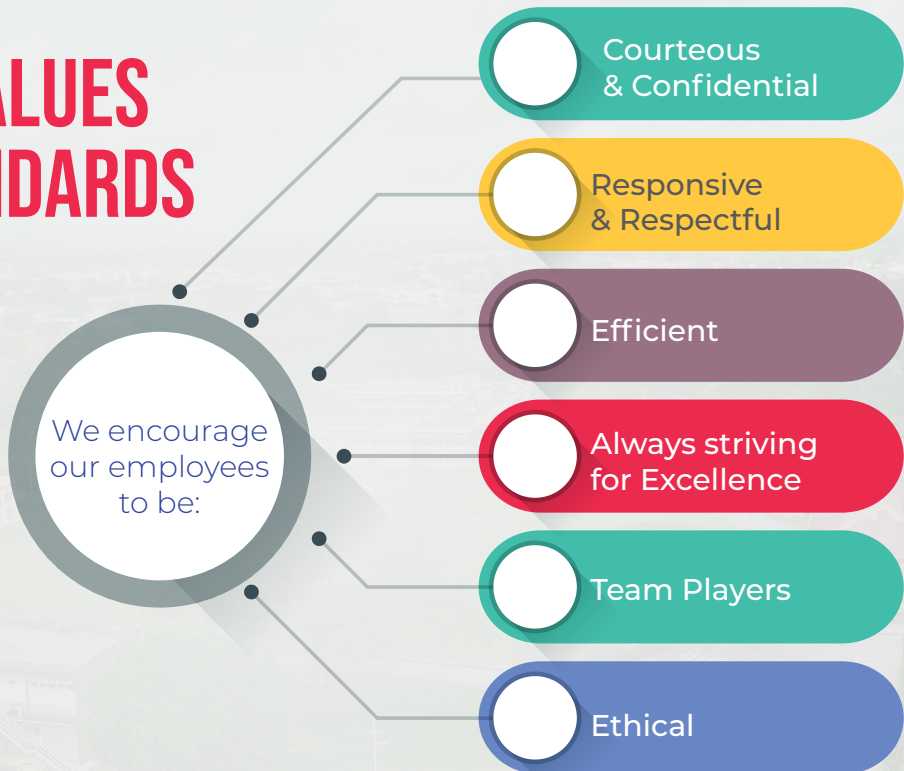 ALUES
NDARDS
We encourage
our employees
to be:
Courteous
& Confidential
Responsive
& Respectful
Efficient
Always striving
for Excellence
Team Players
Ethical